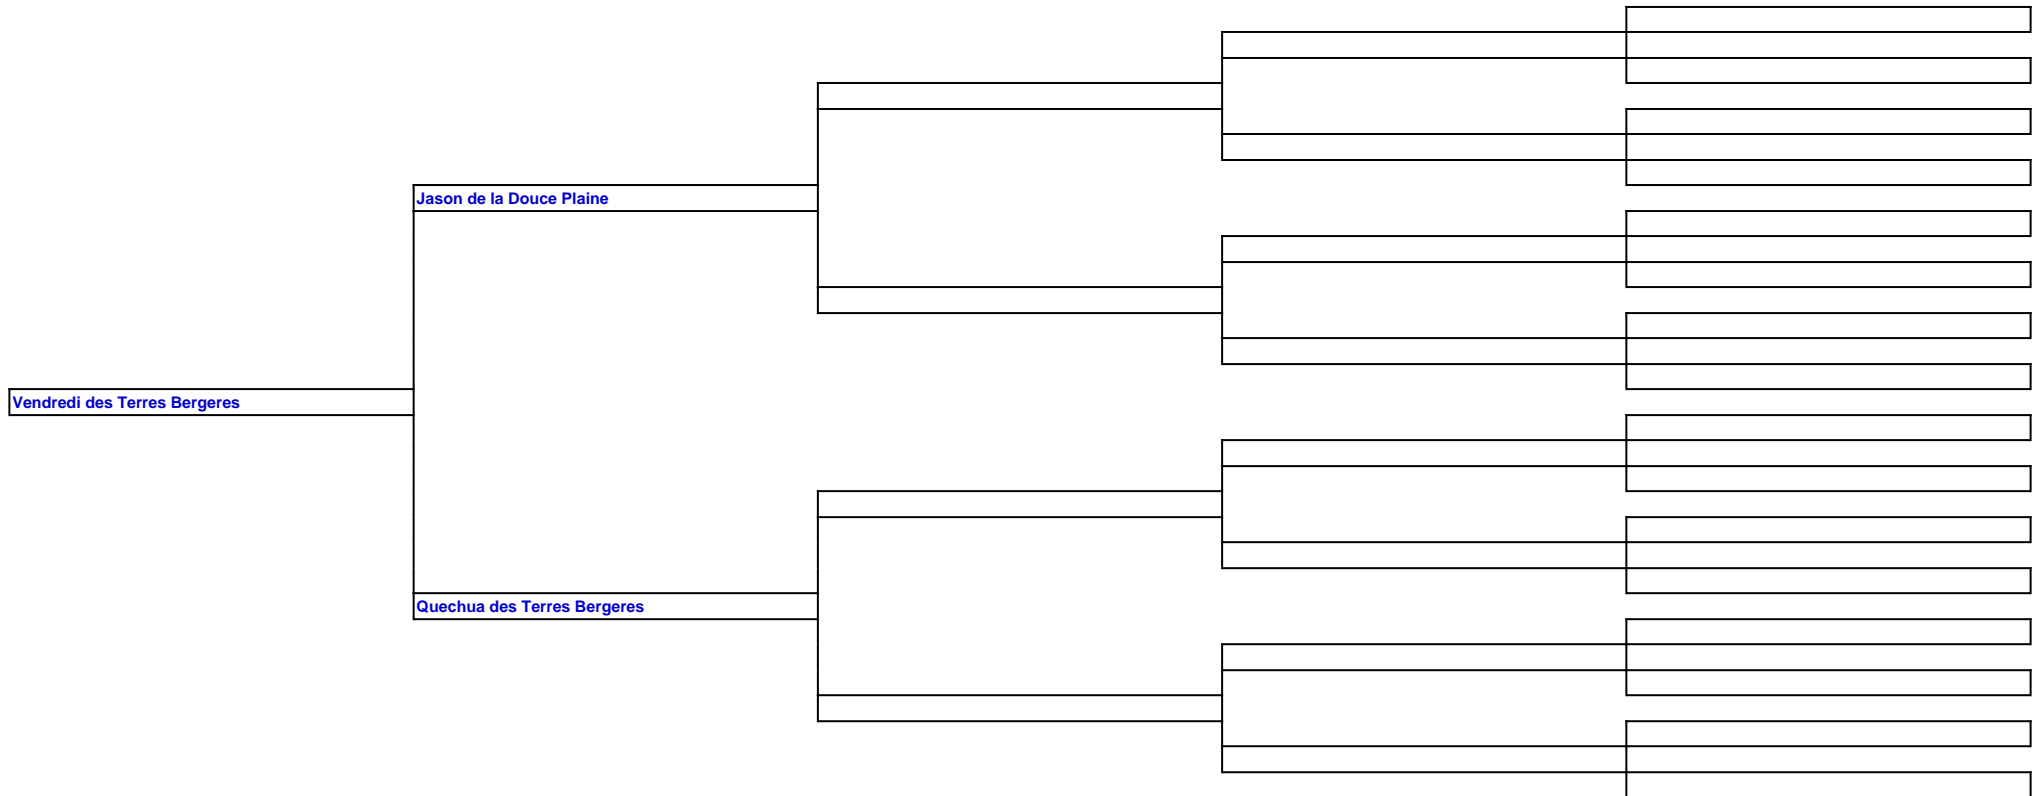 Jason de la Douce Plaine
Vendredi des Terres Bergeres
Quechua des Terres Bergeres